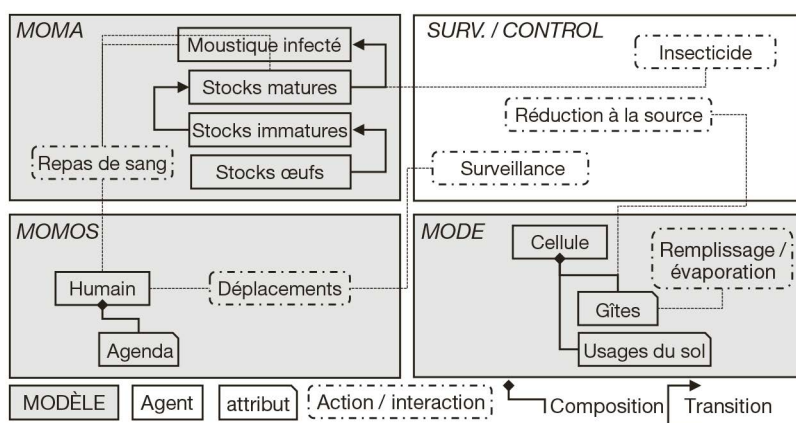 MOMA
Moustique infecté
Stocks matures
Stocks immatures
Stocks œufs
Repas de sang
SURV. / CONTROL
Insecticide
Réduction à la source
Surveillance
MOMOS
Humain
Déplacements
Agenda
MODE
Cellule
Remplissage /
évaporation
Gîtes
Usages du sol
MODÈLE
Agent
attribut
Action / interaction
Composition
Transition